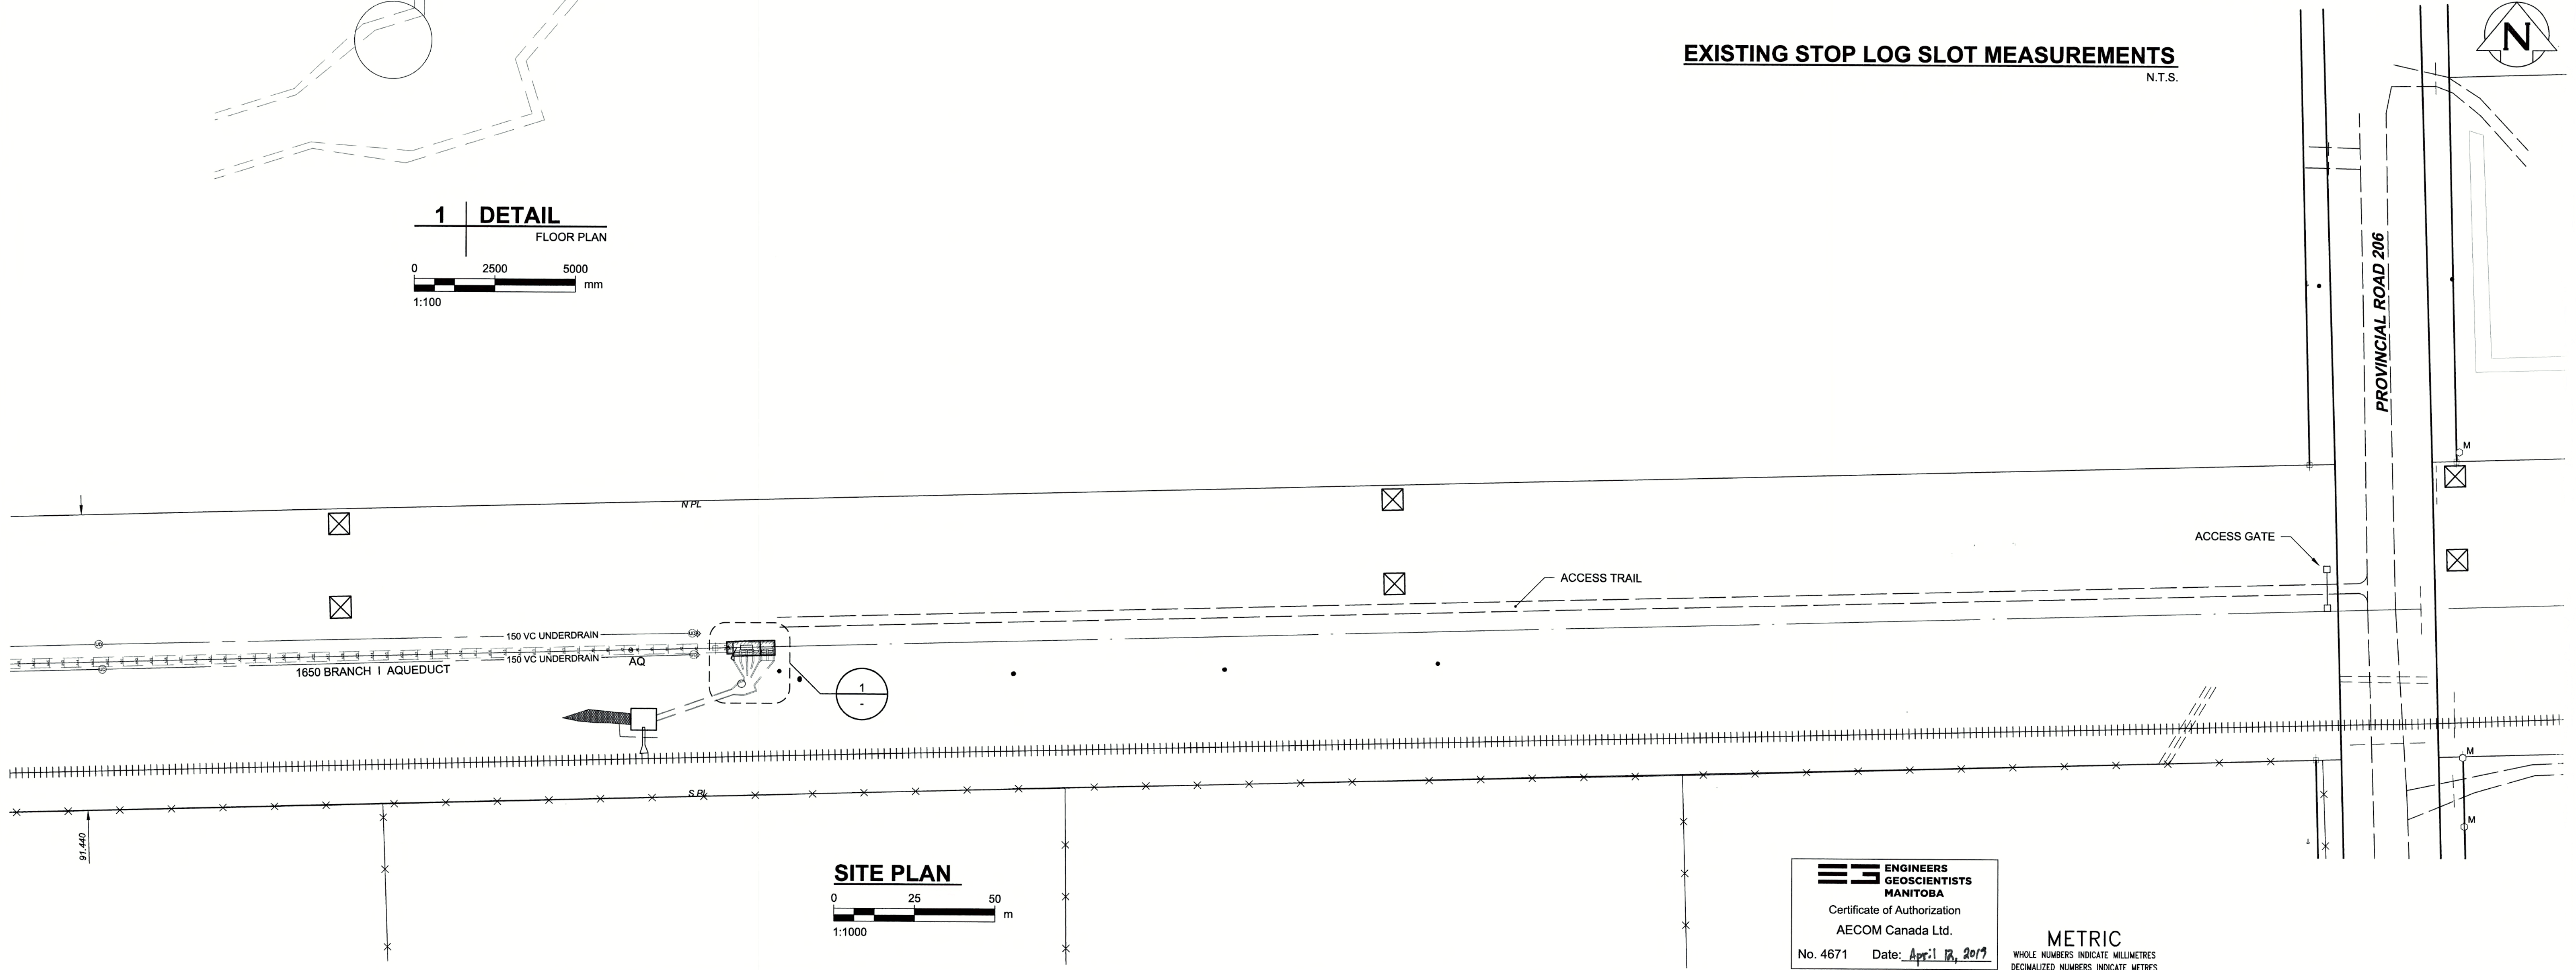 EXISTING STOP LOG SLOT MEASUREMENTS
N.T.S.
N
1 DETAIL
FLOOR PLAN
0 2500 5000
mm
1:100
PROVINCIAL ROAD 206
M
N PL
ACCESS GATE
ACCESS TRAIL
150 VC UNDERDRAIN
150 VC UNDERDRAIN
AQ
1650 BRANCH I AQUEDUCT
1
-
M
S PL
M
91.440
SITE PLAN
0 25 50
m
1:1000
ENGINEERS
GEOSCIENTISTS
MANITOBA
Certificate of Authorization
AECOM Canada Ltd.
No. 4671 Date: April 12, 2019
METRIC
WHOLE NUMBERS INDICATE MILLIMETRES
DECIMALIZED NUMBERS INDICATE METRES